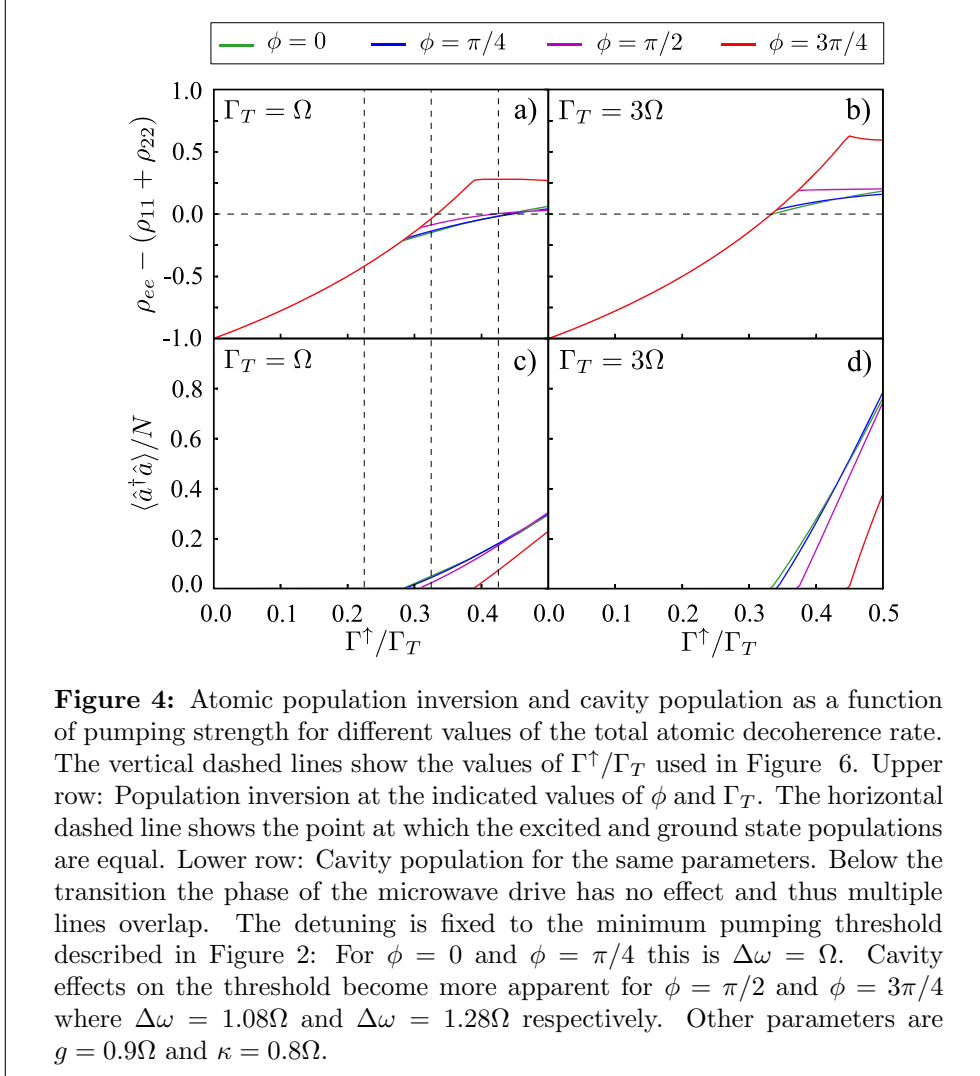 ϕ = 0 ϕ = π/4 ϕ = π/2 ϕ = 3π/4
1.0 Γ_T = Ω a) Γ_T = 3Ω b)
0.5
0.0
-0.5
-1.0
ρ_ee − (ρ_11 + ρ_22)
Γ_T = Ω c) Γ_T = 3Ω d)
0.8
0.6
0.4
0.2
0.0
⟨â†â⟩/N
0.0 0.1 0.2 0.3 0.4 0.0 0.1 0.2 0.3 0.4 0.5
Γ↑/Γ_T Γ↑/Γ_T
Figure 4: Atomic population inversion and cavity population as a function
of pumping strength for different values of the total atomic decoherence rate.
The vertical dashed lines show the values of Γ↑/Γ_T used in Figure 6. Upper
row: Population inversion at the indicated values of ϕ and Γ_T. The horizontal
dashed line shows the point at which the excited and ground state populations
are equal. Lower row: Cavity population for the same parameters. Below the
transition the phase of the microwave drive has no effect and thus multiple
lines overlap. The detuning is fixed to the minimum pumping threshold
described in Figure 2: For ϕ = 0 and ϕ = π/4 this is Δω = Ω. Cavity
effects on the threshold become more apparent for ϕ = π/2 and ϕ = 3π/4
where Δω = 1.08Ω and Δω = 1.28Ω respectively. Other parameters are
g = 0.9Ω and κ = 0.8Ω.